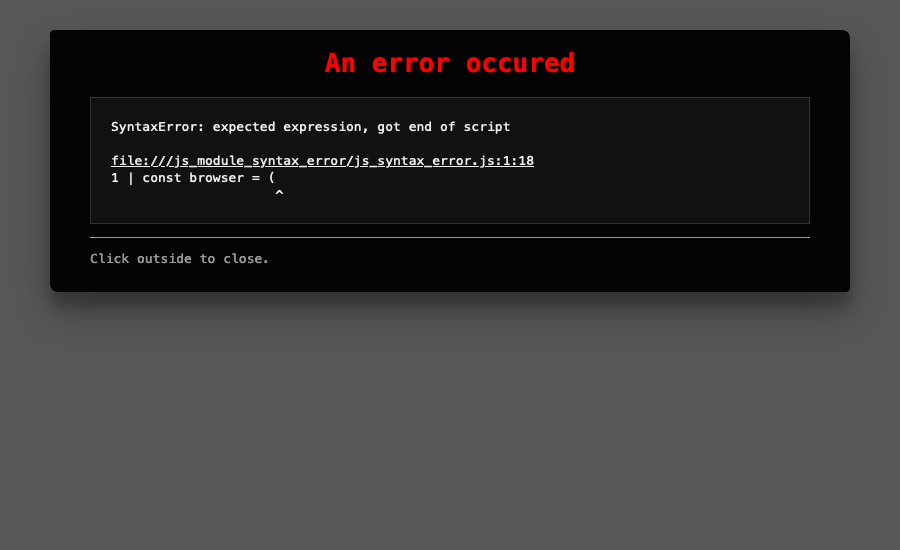 An error occured
SyntaxError: expected expression, got end of script
file:///js_module_syntax_error/js_syntax_error.js:1:18
1 | const browser = (
^
Click outside to close.